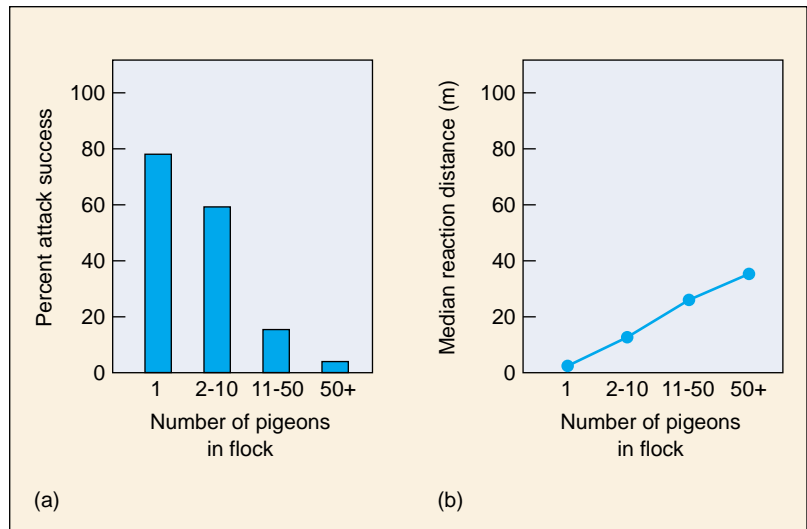 Percent attack success
100
80
60
40
20
0
1 2-10 11-50 50+
Number of pigeons
in flock
(a)
Median reaction distance (m)
100
80
60
40
20
0
1 2-10 11-50 50+
Number of pigeons
in flock
(b)